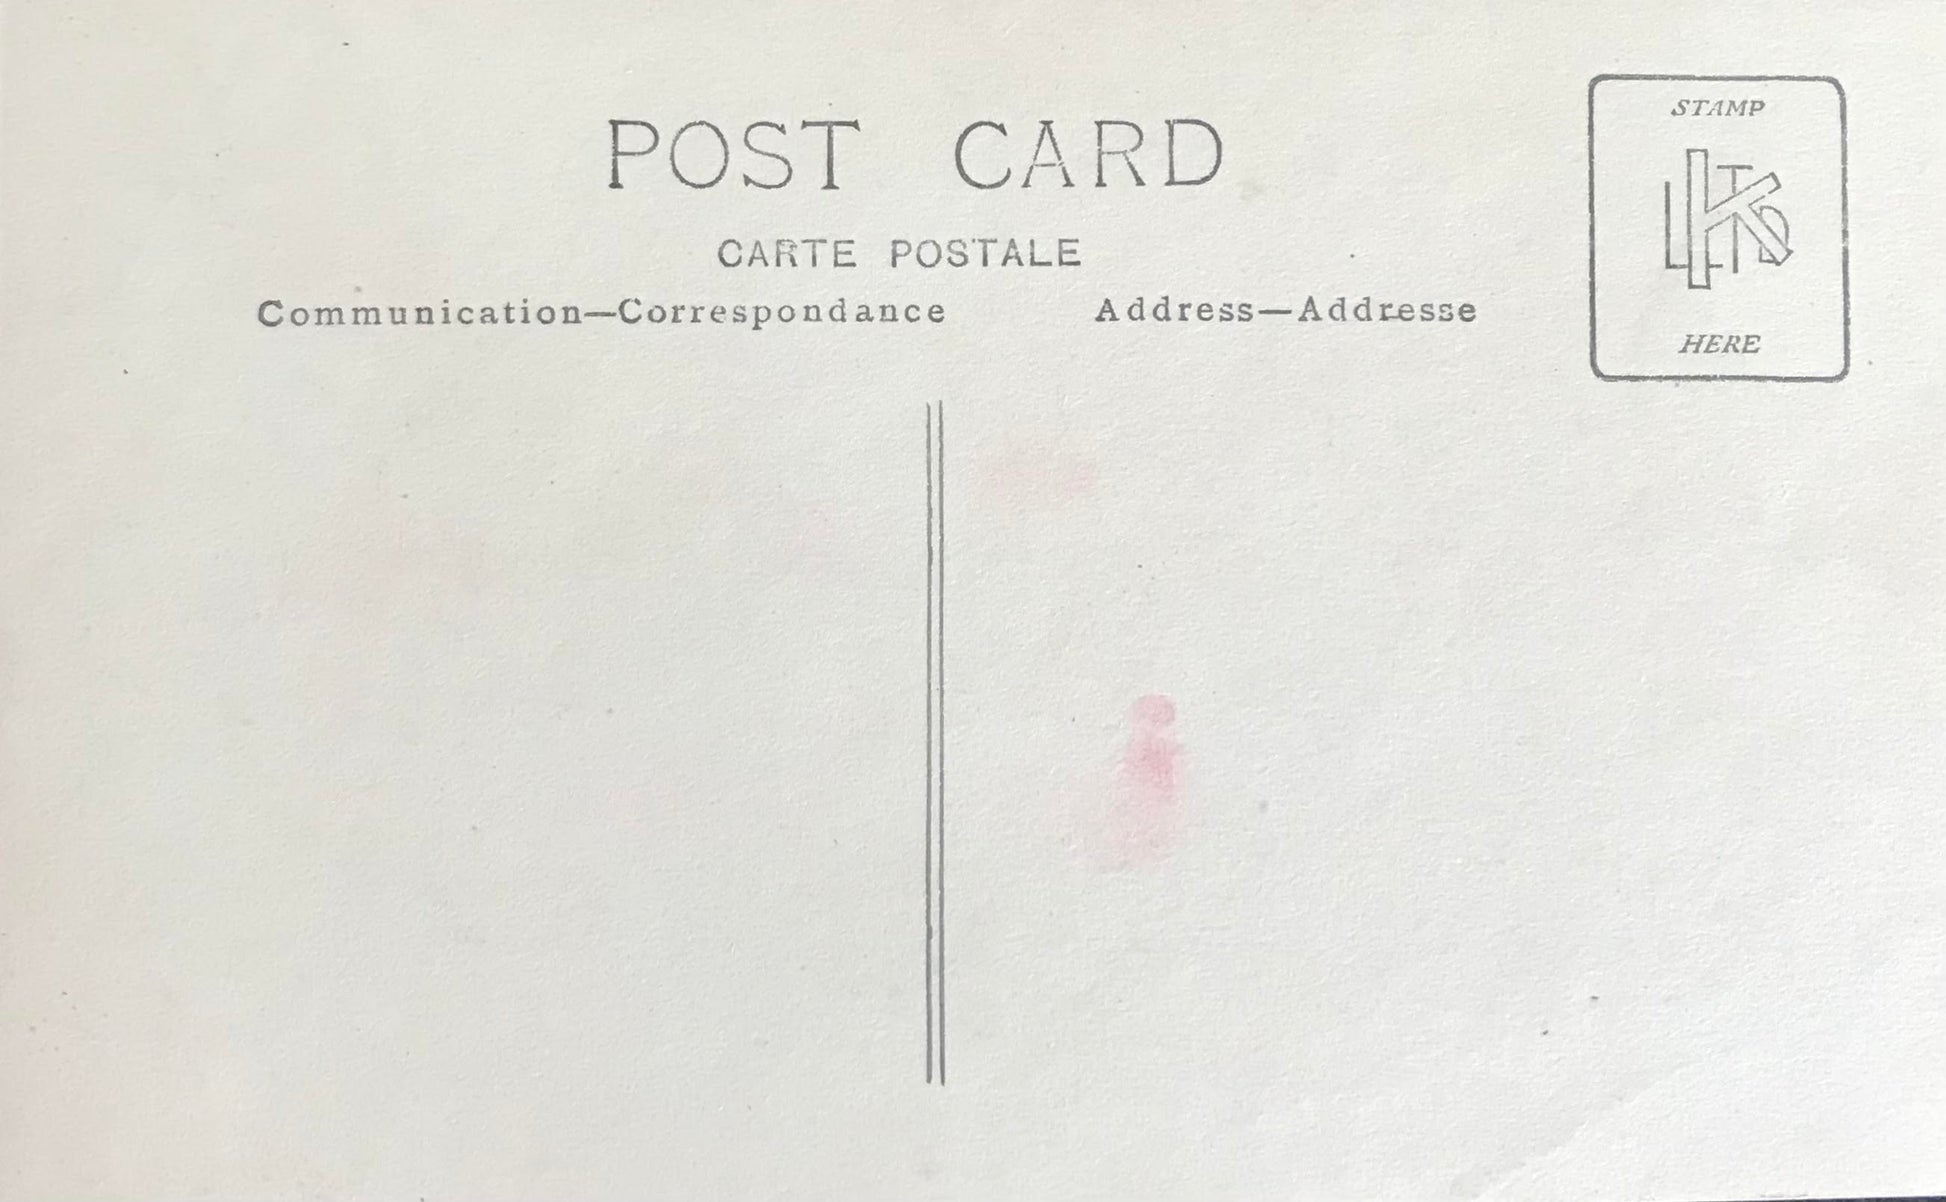 POST CARD
CARTE POSTALE
Communication—Correspondance
Address—Addresse
STAMP
HERE